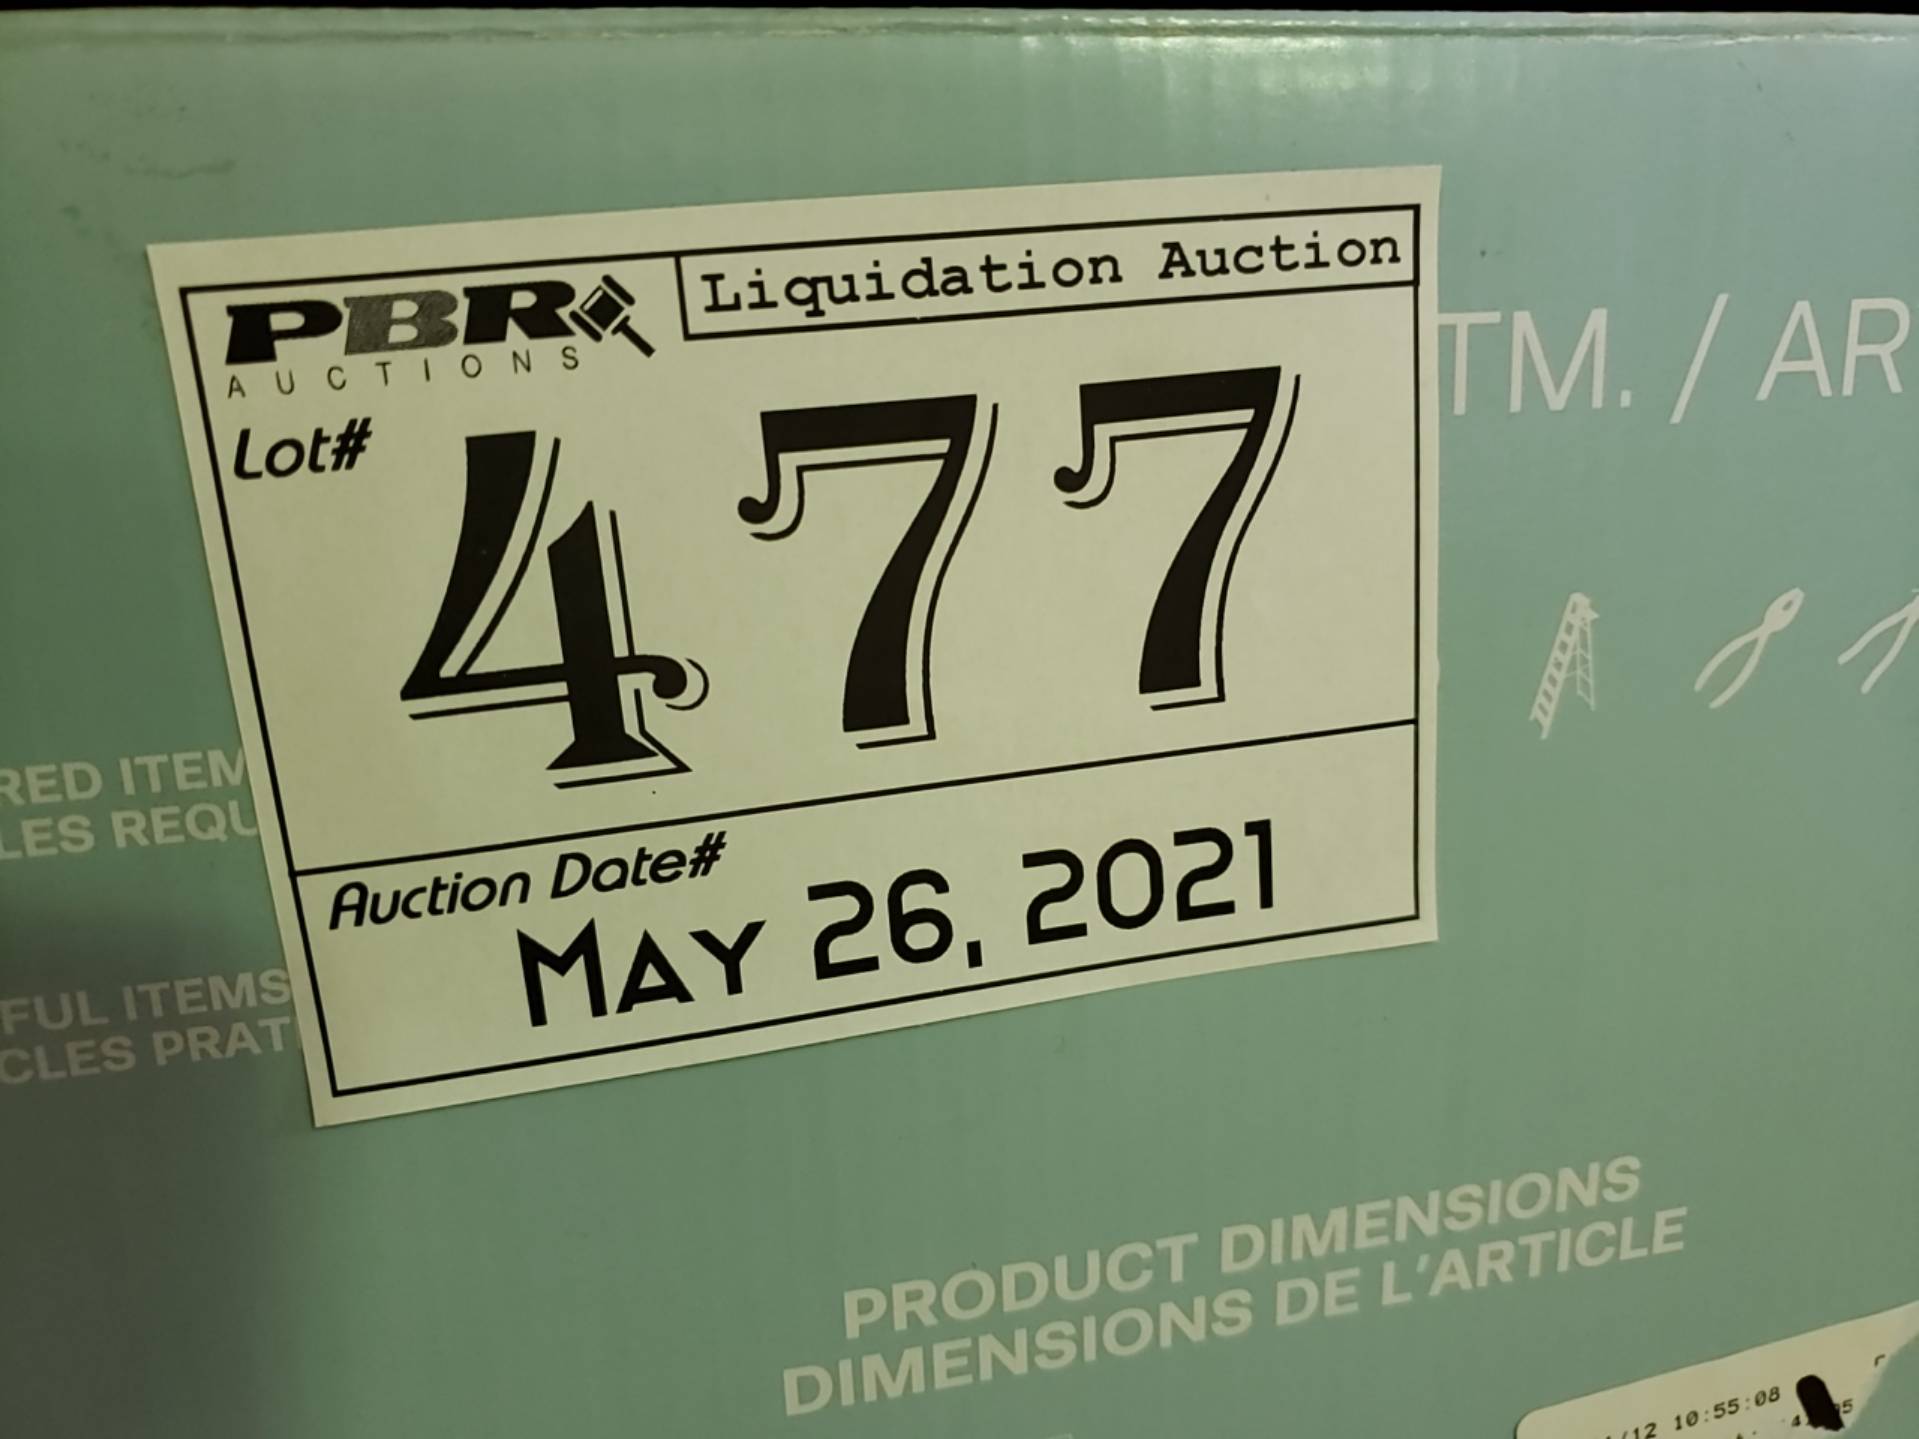 PBR
AUCTIONS
Liquidation Auction
Lot#
477
Auction Date#
MAY 26, 2021
TM. / AR
RED ITEM
LES REQU
FUL ITEMS
CLES PRAT
PRODUCT DIMENSIONS
DIMENSIONS DE L'ARTICLE
/12 10:55:08